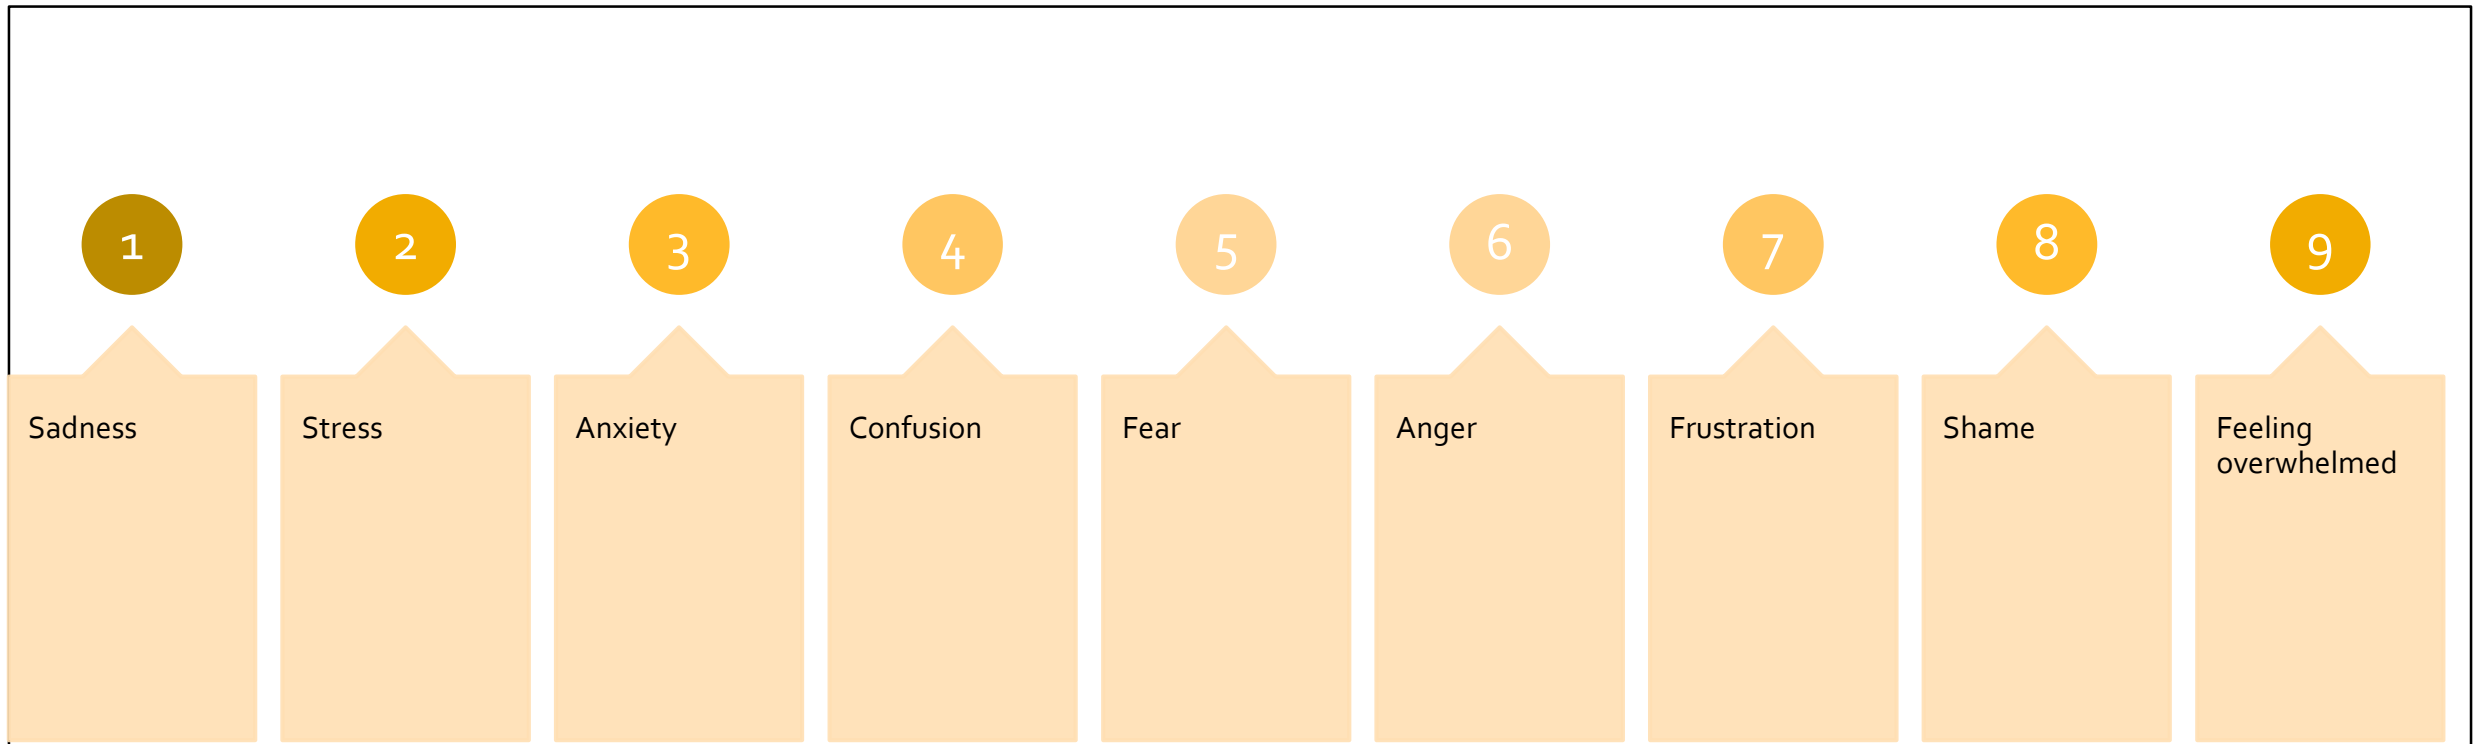 1
2
3
4
5
6
7
8
9
Sadness
Stress
Anxiety
Confusion
Fear
Anger
Frustration
Shame
Feeling
overwhelmed